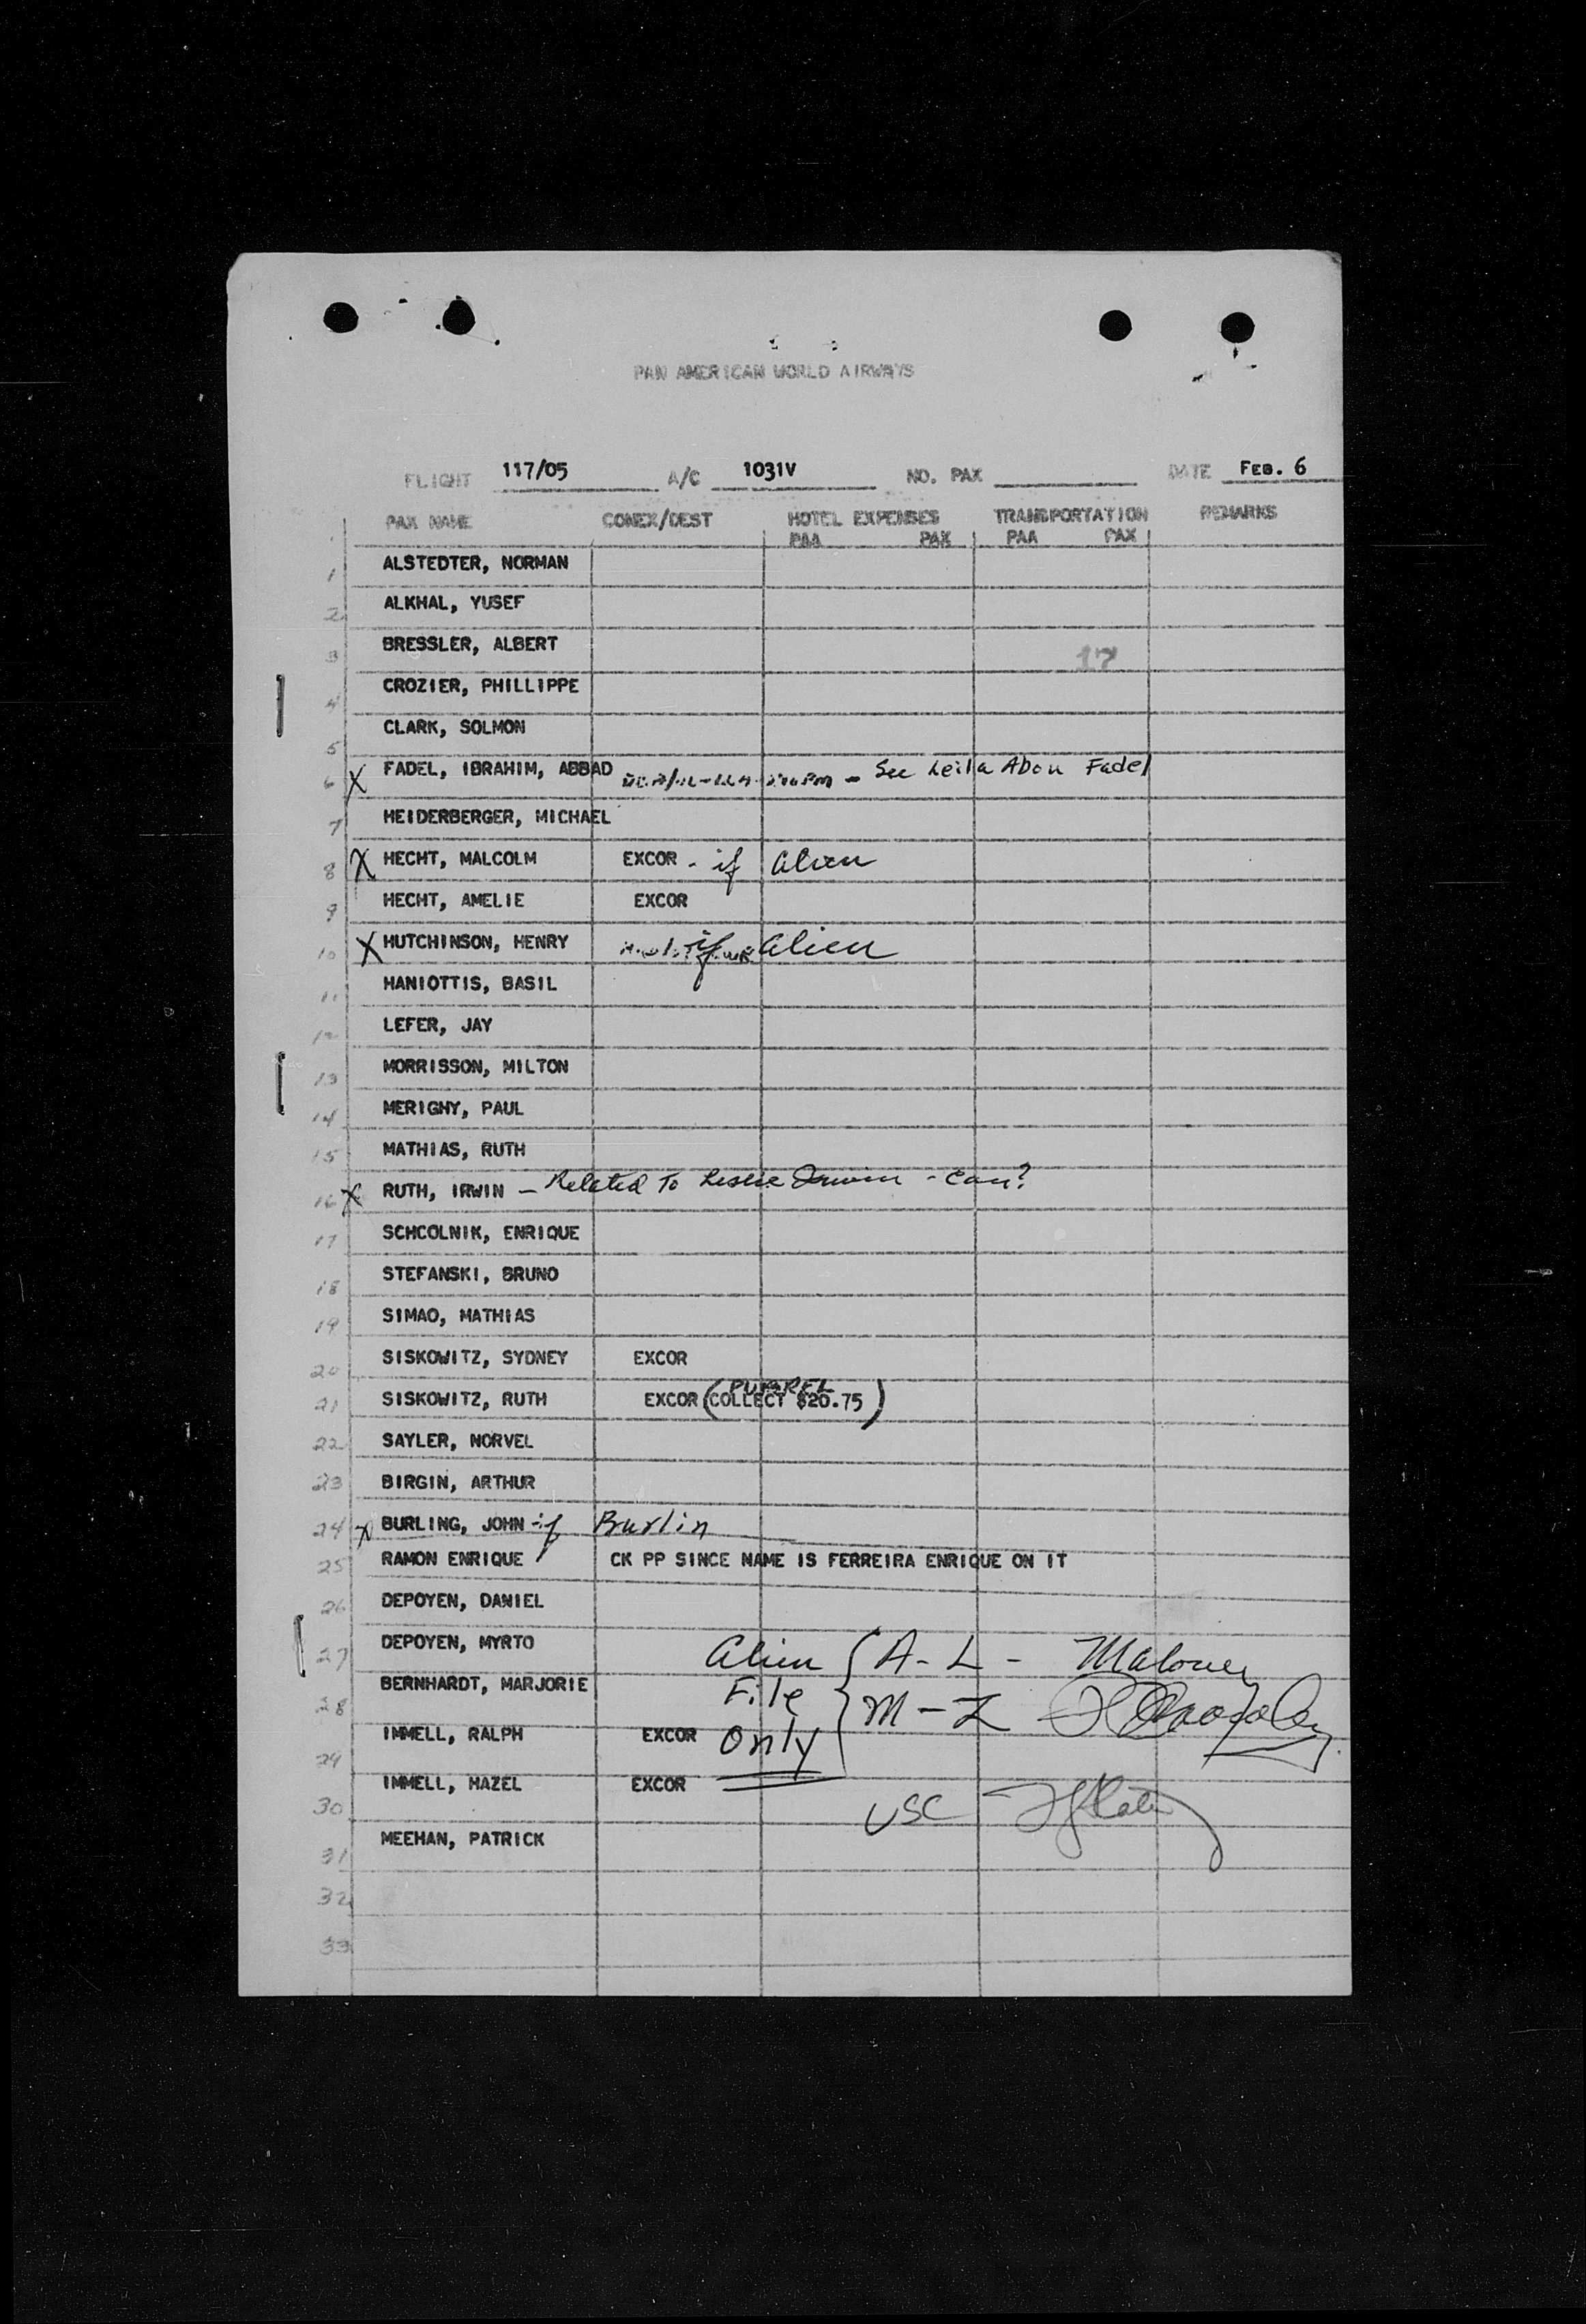 PAN AMERICAN WORLD AIRWAYS
FLIGHT 117/05 A/C 1031V NO. PAX DATE FEB. 6
PAX NAME CONEX/DEST HOTEL EXPENSES TRANSPORTATION REMARKS
PAA PAX PAA PAX
1 ALSTEDTER, NORMAN
2 ALKHAL, YUSEF
3 BRESSLER, ALBERT 17
4 CROZIER, PHILLIPPE
5 CLARK, SOLMON
6 X FADEL, IBRAHIM, ABBAD - See Leila Abou Fadel
7 HEIDERBERGER, MICHAEL
8 X HECHT, MALCOLM EXCOR - if alien
9 HECHT, AMELIE EXCOR
10 X HUTCHINSON, HENRY if alien
11 HANIOTTIS, BASIL
12 LEFER, JAY
13 MORRISSON, MILTON
14 MERIGHY, PAUL
15 MATHIAS, RUTH
16 X RUTH, IRWIN - Related To Leslie Irwin - Can?
17 SCHCOLNIK, ENRIQUE
18 STEFANSKI, BRUNO
19 SIMAO, MATHIAS
20 SISKOWITZ, SYDNEY EXCOR
21 SISKOWITZ, RUTH EXCOR (COLLECT $20.75)
22 SAYLER, NORVEL
23 BIRGIN, ARTHUR
24 X BURLING, JOHN - if Burlin
25 RAMON ENRIQUE CK PP SINCE NAME IS FERREIRA ENRIQUE ON IT
26 DEPOYEN, DANIEL
27 DEPOYEN, MYRTO alien { A-L - Maloney
28 BERNHARDT, MARJORIE File M-Z
29 IMMELL, RALPH EXCOR Only
30 IMMELL, HAZEL EXCOR
USC
31 MEEHAN, PATRICK
32
33